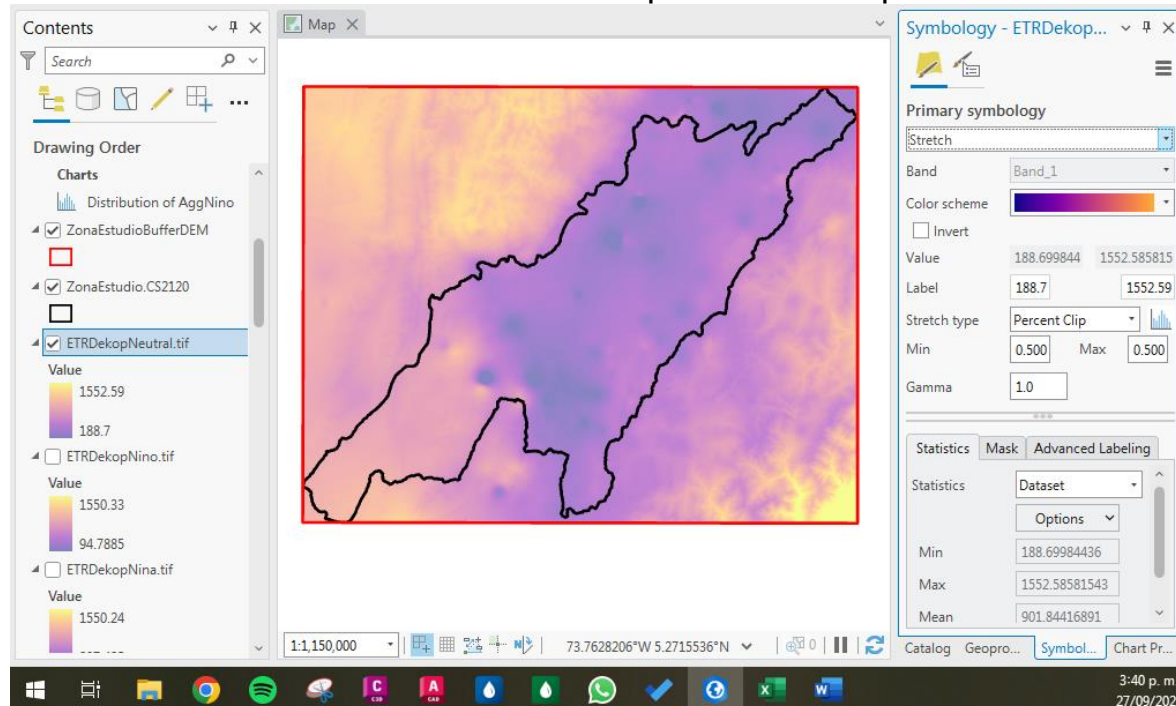 Contents
Search
Drawing Order
Charts
Distribution of AggNino
ZonaEstudioBufferDEM
ZonaEstudio.CS2120
ETRDekopNeutral.tif
Value
1552.59
188.7
ETRDekopNino.tif
Value
1550.33
94.7885
ETRDekopNina.tif
Value
1550.24
Map
1:1,150,000
73.7628206°W 5.2715536°N
0
Symbology - ETRDekop...
Primary symbology
Stretch
Band Band_1
Color scheme
Invert
Value 188.699844 1552.585815
Label 188.7 1552.59
Stretch type Percent Clip
Min 0.500 Max 0.500
Gamma 1.0
Statistics Mask Advanced Labeling
Statistics Dataset
Options
Min 188.69984436
Max 1552.58581543
Mean 901.84416891
Catalog Geopro... Symbol... Chart Pr...
C
C3D
A
CAD
X
W
3:40 p. m.
27/09/202